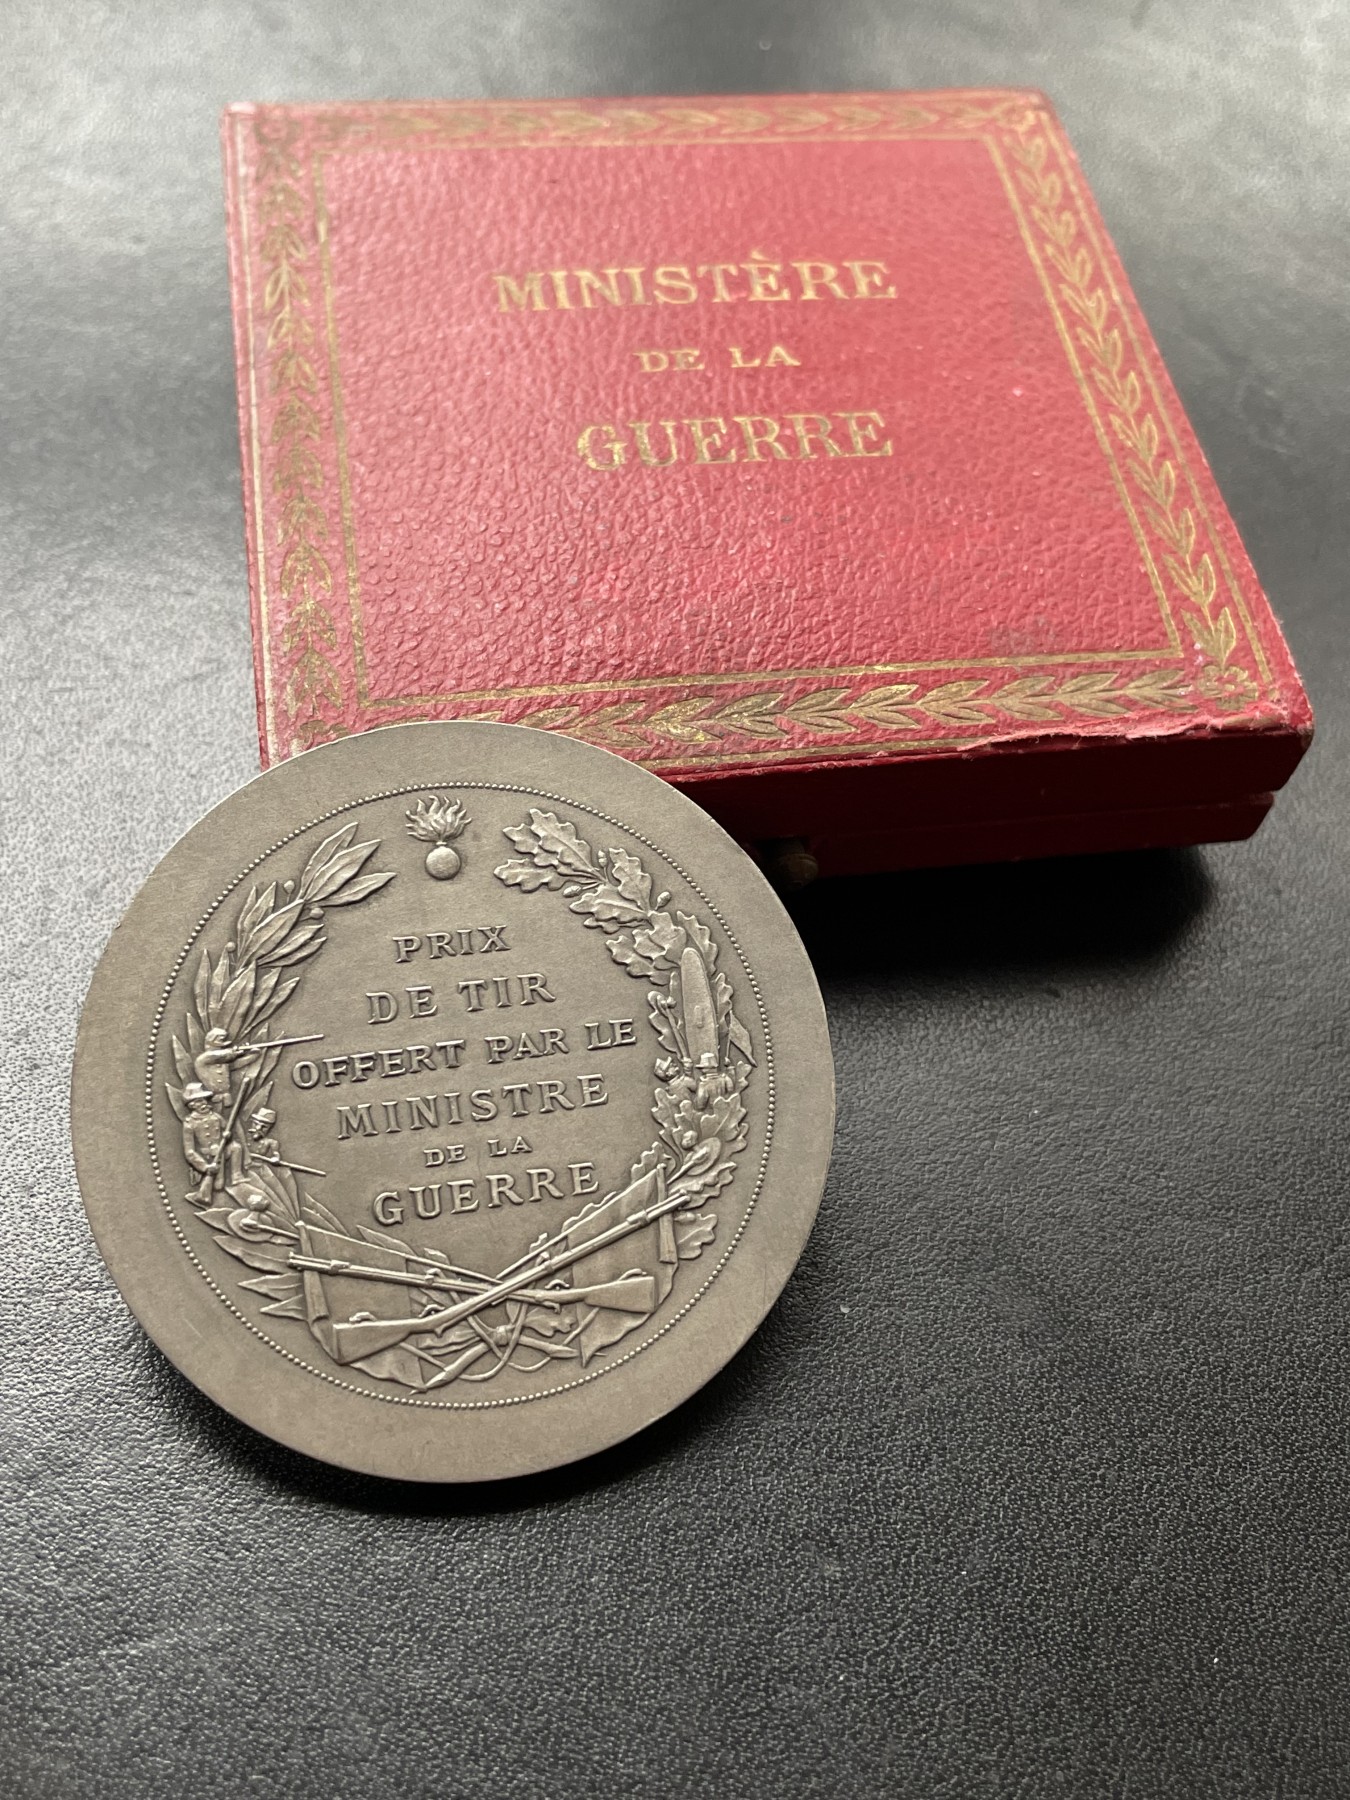 MINISTÈRE
DE LA
GUERRE
PRIX
DE TIR
OFFERT PAR LE
MINISTRE
DE LA
GUERRE